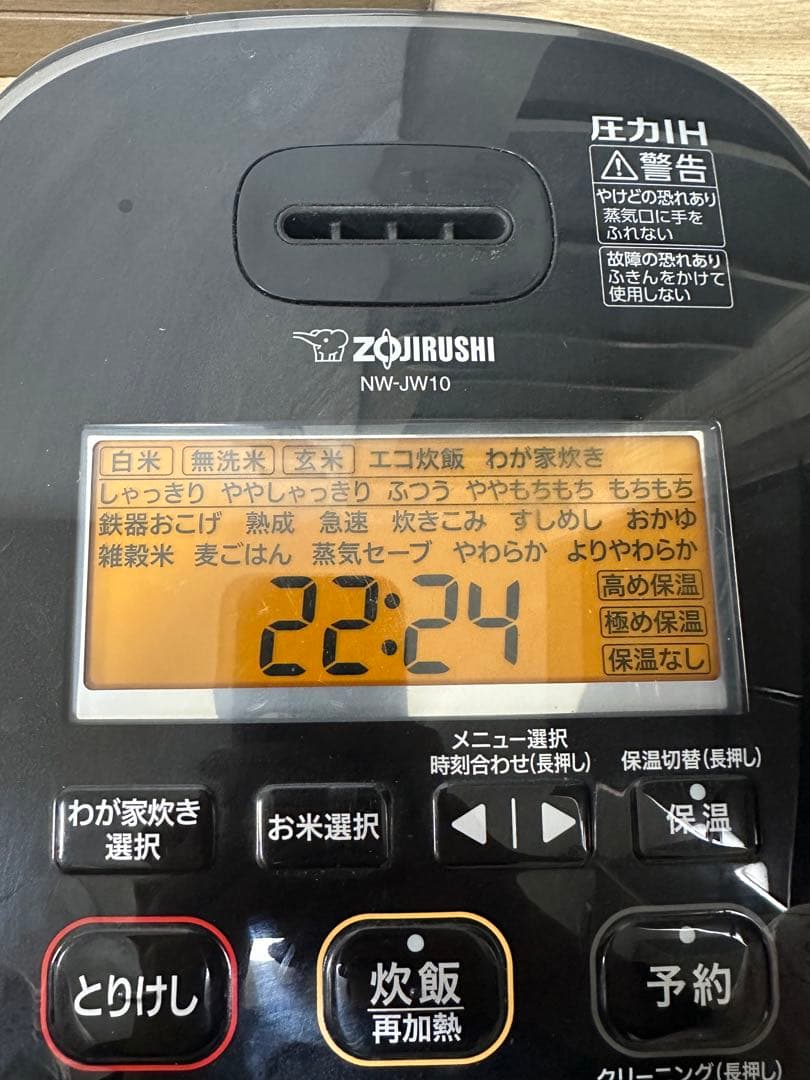 圧力IH
警告
やけどの恐れあり
蒸気口に手を
ふれない
故障の恐れあり
ふきんをかけて
使用しない
ZOJIRUSHI
NW-JW10
白米 無洗米 玄米 エコ炊飯 わが家炊き
しゃっきり ややしゃっきり ふつう ややもちもち もちもち
鉄器おこげ 熟成 急速 炊きこみ すしめし おかゆ
雑穀米 麦ごはん 蒸気セーブ やわらか よりやわらか
22:24
高め保温
極め保温
保温なし
メニュー選択
時刻合わせ(長押し)
保温切替(長押し)
わが家炊き
選択
お米選択
保温
とりけし
炊飯
再加熱
予約
クリーニング(長押し)